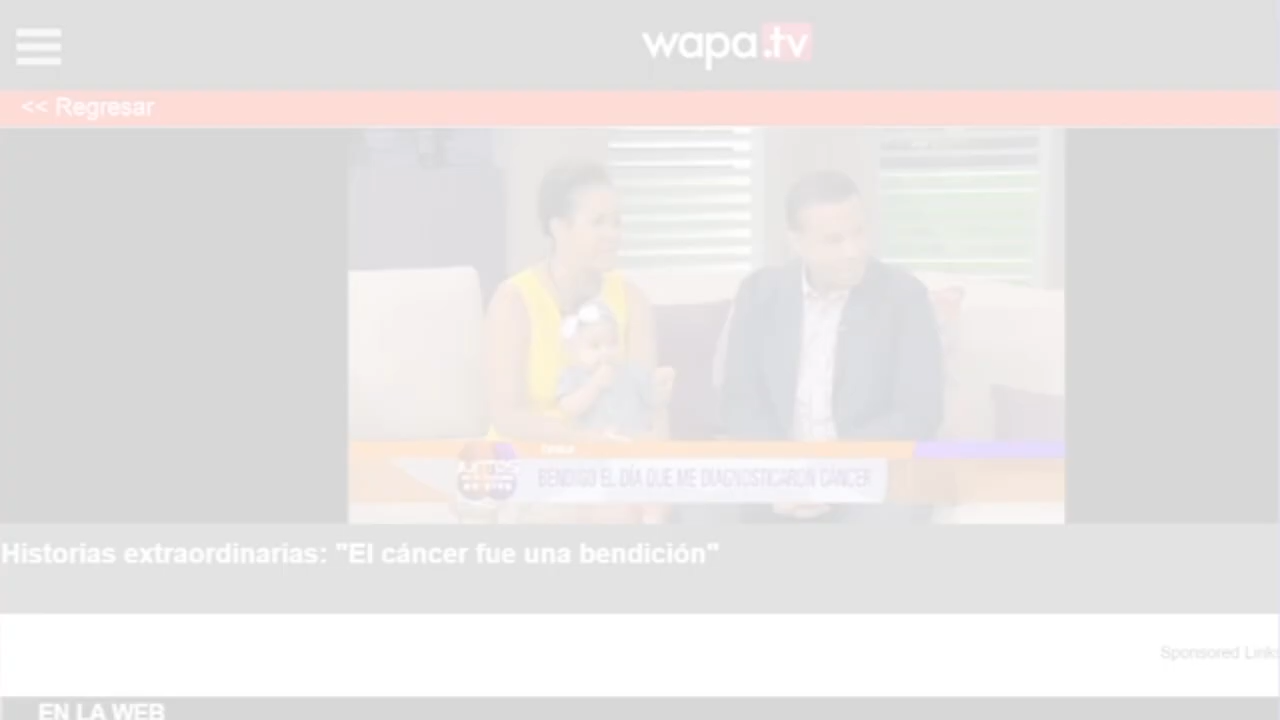 wapa.tv
<< Regresar
JUNTOS
BENDIGO EL DÍA QUE ME DIAGNOSTICARON CÁNCER
Historias extraordinarias: "El cáncer fue una bendición"
Sponsored Links
EN LA WEB